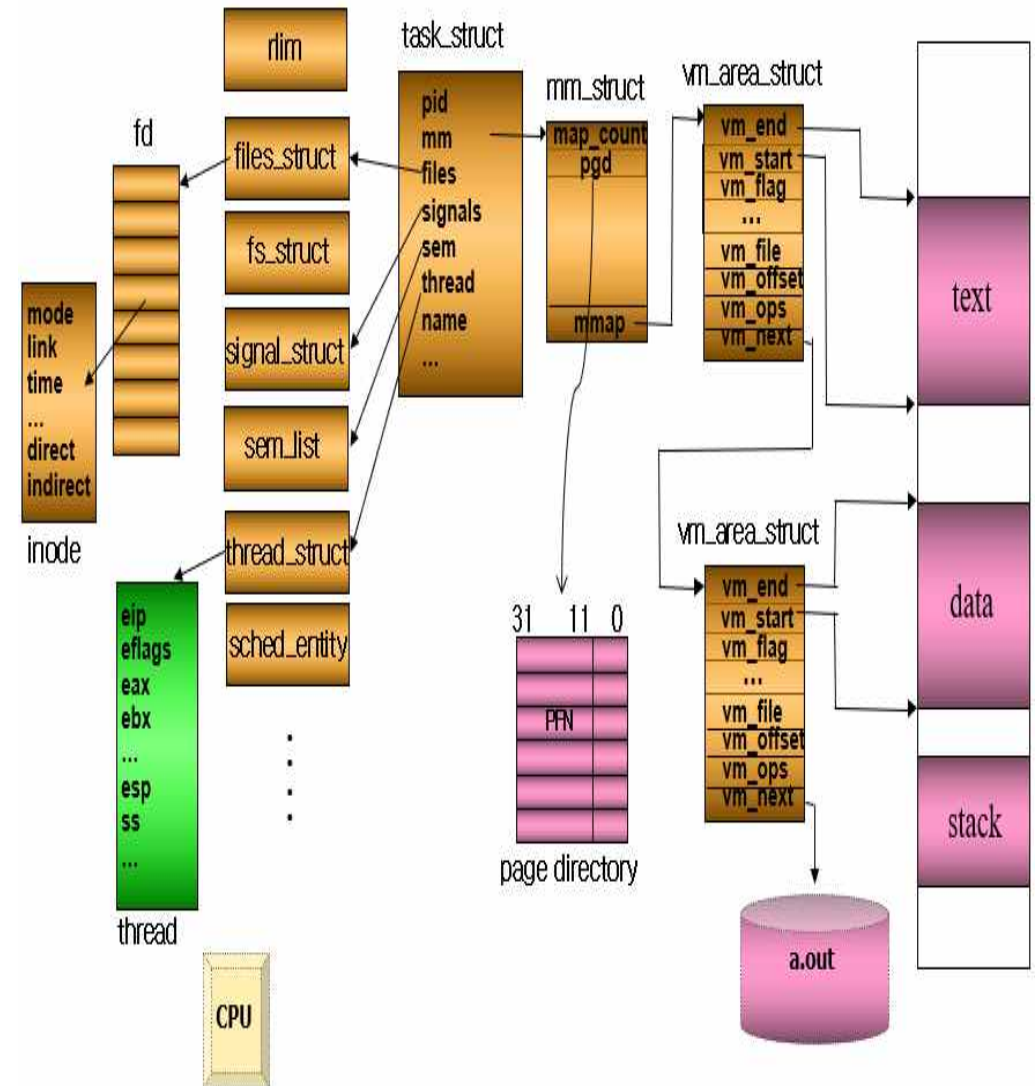 rlim
task_struct
mm_struct
vm_area_struct
fd
files_struct
fs_struct
signal_struct
sem_list
thread_struct
sched_entity
pid
mm
files
signals
sem
thread
name
...
map_count
pgd
mmap
vm_end
vm_start
vm_flag
...
vm_file
vm_offset
vm_ops
vm_next
text
data
stack
mode
link
time
...
direct
indirect
inode
eip
eflags
eax
ebx
...
esp
ss
...
thread
31 11 0
PFN
page directory
vm_area_struct
vm_end
vm_start
vm_flag
...
vm_file
vm_offset
vm_ops
vm_next
a.out
CPU